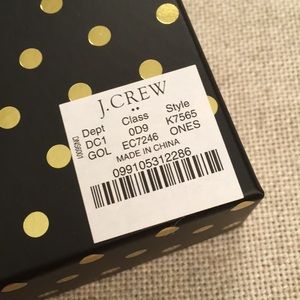 J.CREW
Dept Class Style
DC1 0D9 K7565
GOL EC7246 ONES
MADE IN CHINA
099105312286